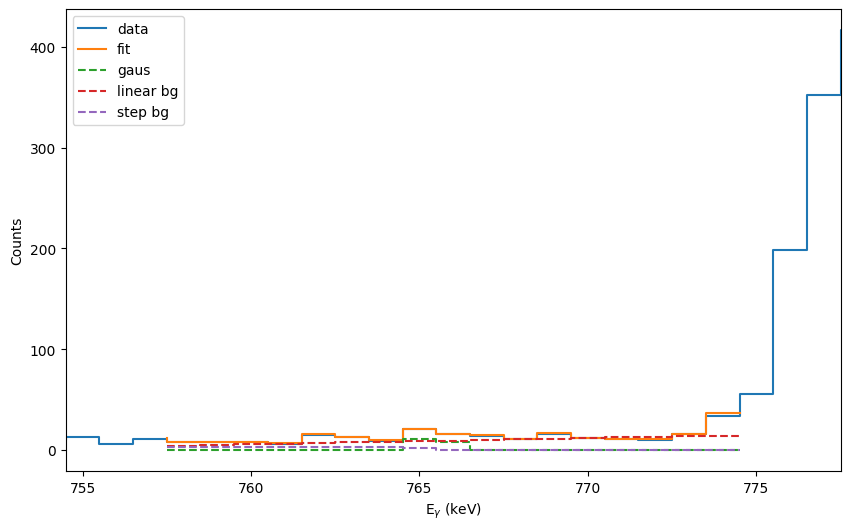 data
fit
gaus
linear bg
step bg
400
300
200
100
0
Counts
755
760
765
770
775
Eγ (keV)